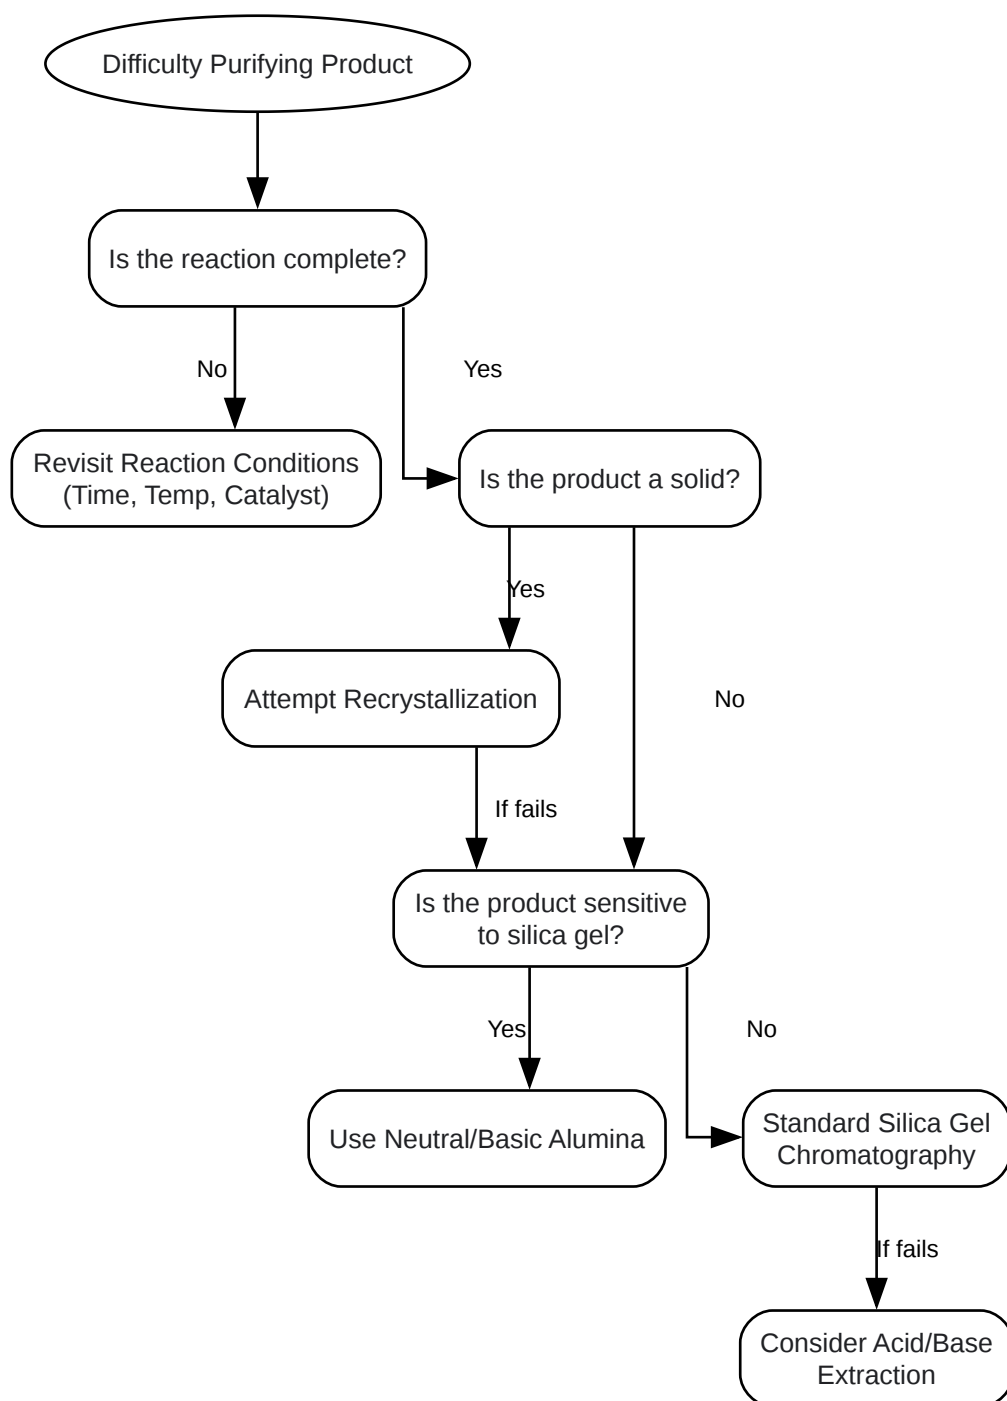 Difficulty Purifying Product
Is the reaction complete?
No
Yes
Revisit Reaction Conditions
(Time, Temp, Catalyst)
Is the product a solid?
Yes
Attempt Recrystallization
No
If fails
Is the product sensitive
to silica gel?
Yes
No
Use Neutral/Basic Alumina
Standard Silica Gel
Chromatography
If fails
Consider Acid/Base
Extraction